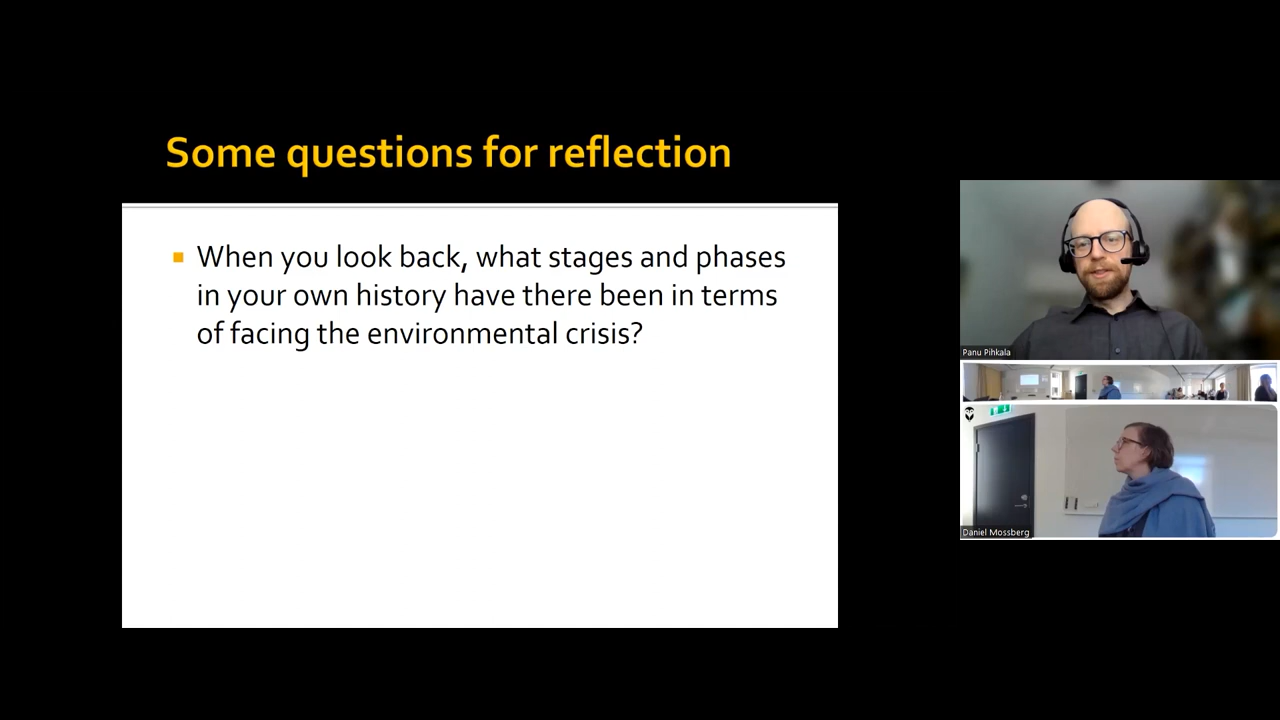 Some questions for reflection
When you look back, what stages and phases
in your own history have there been in terms
of facing the environmental crisis?
Panu Pihkala
Daniel Mossberg